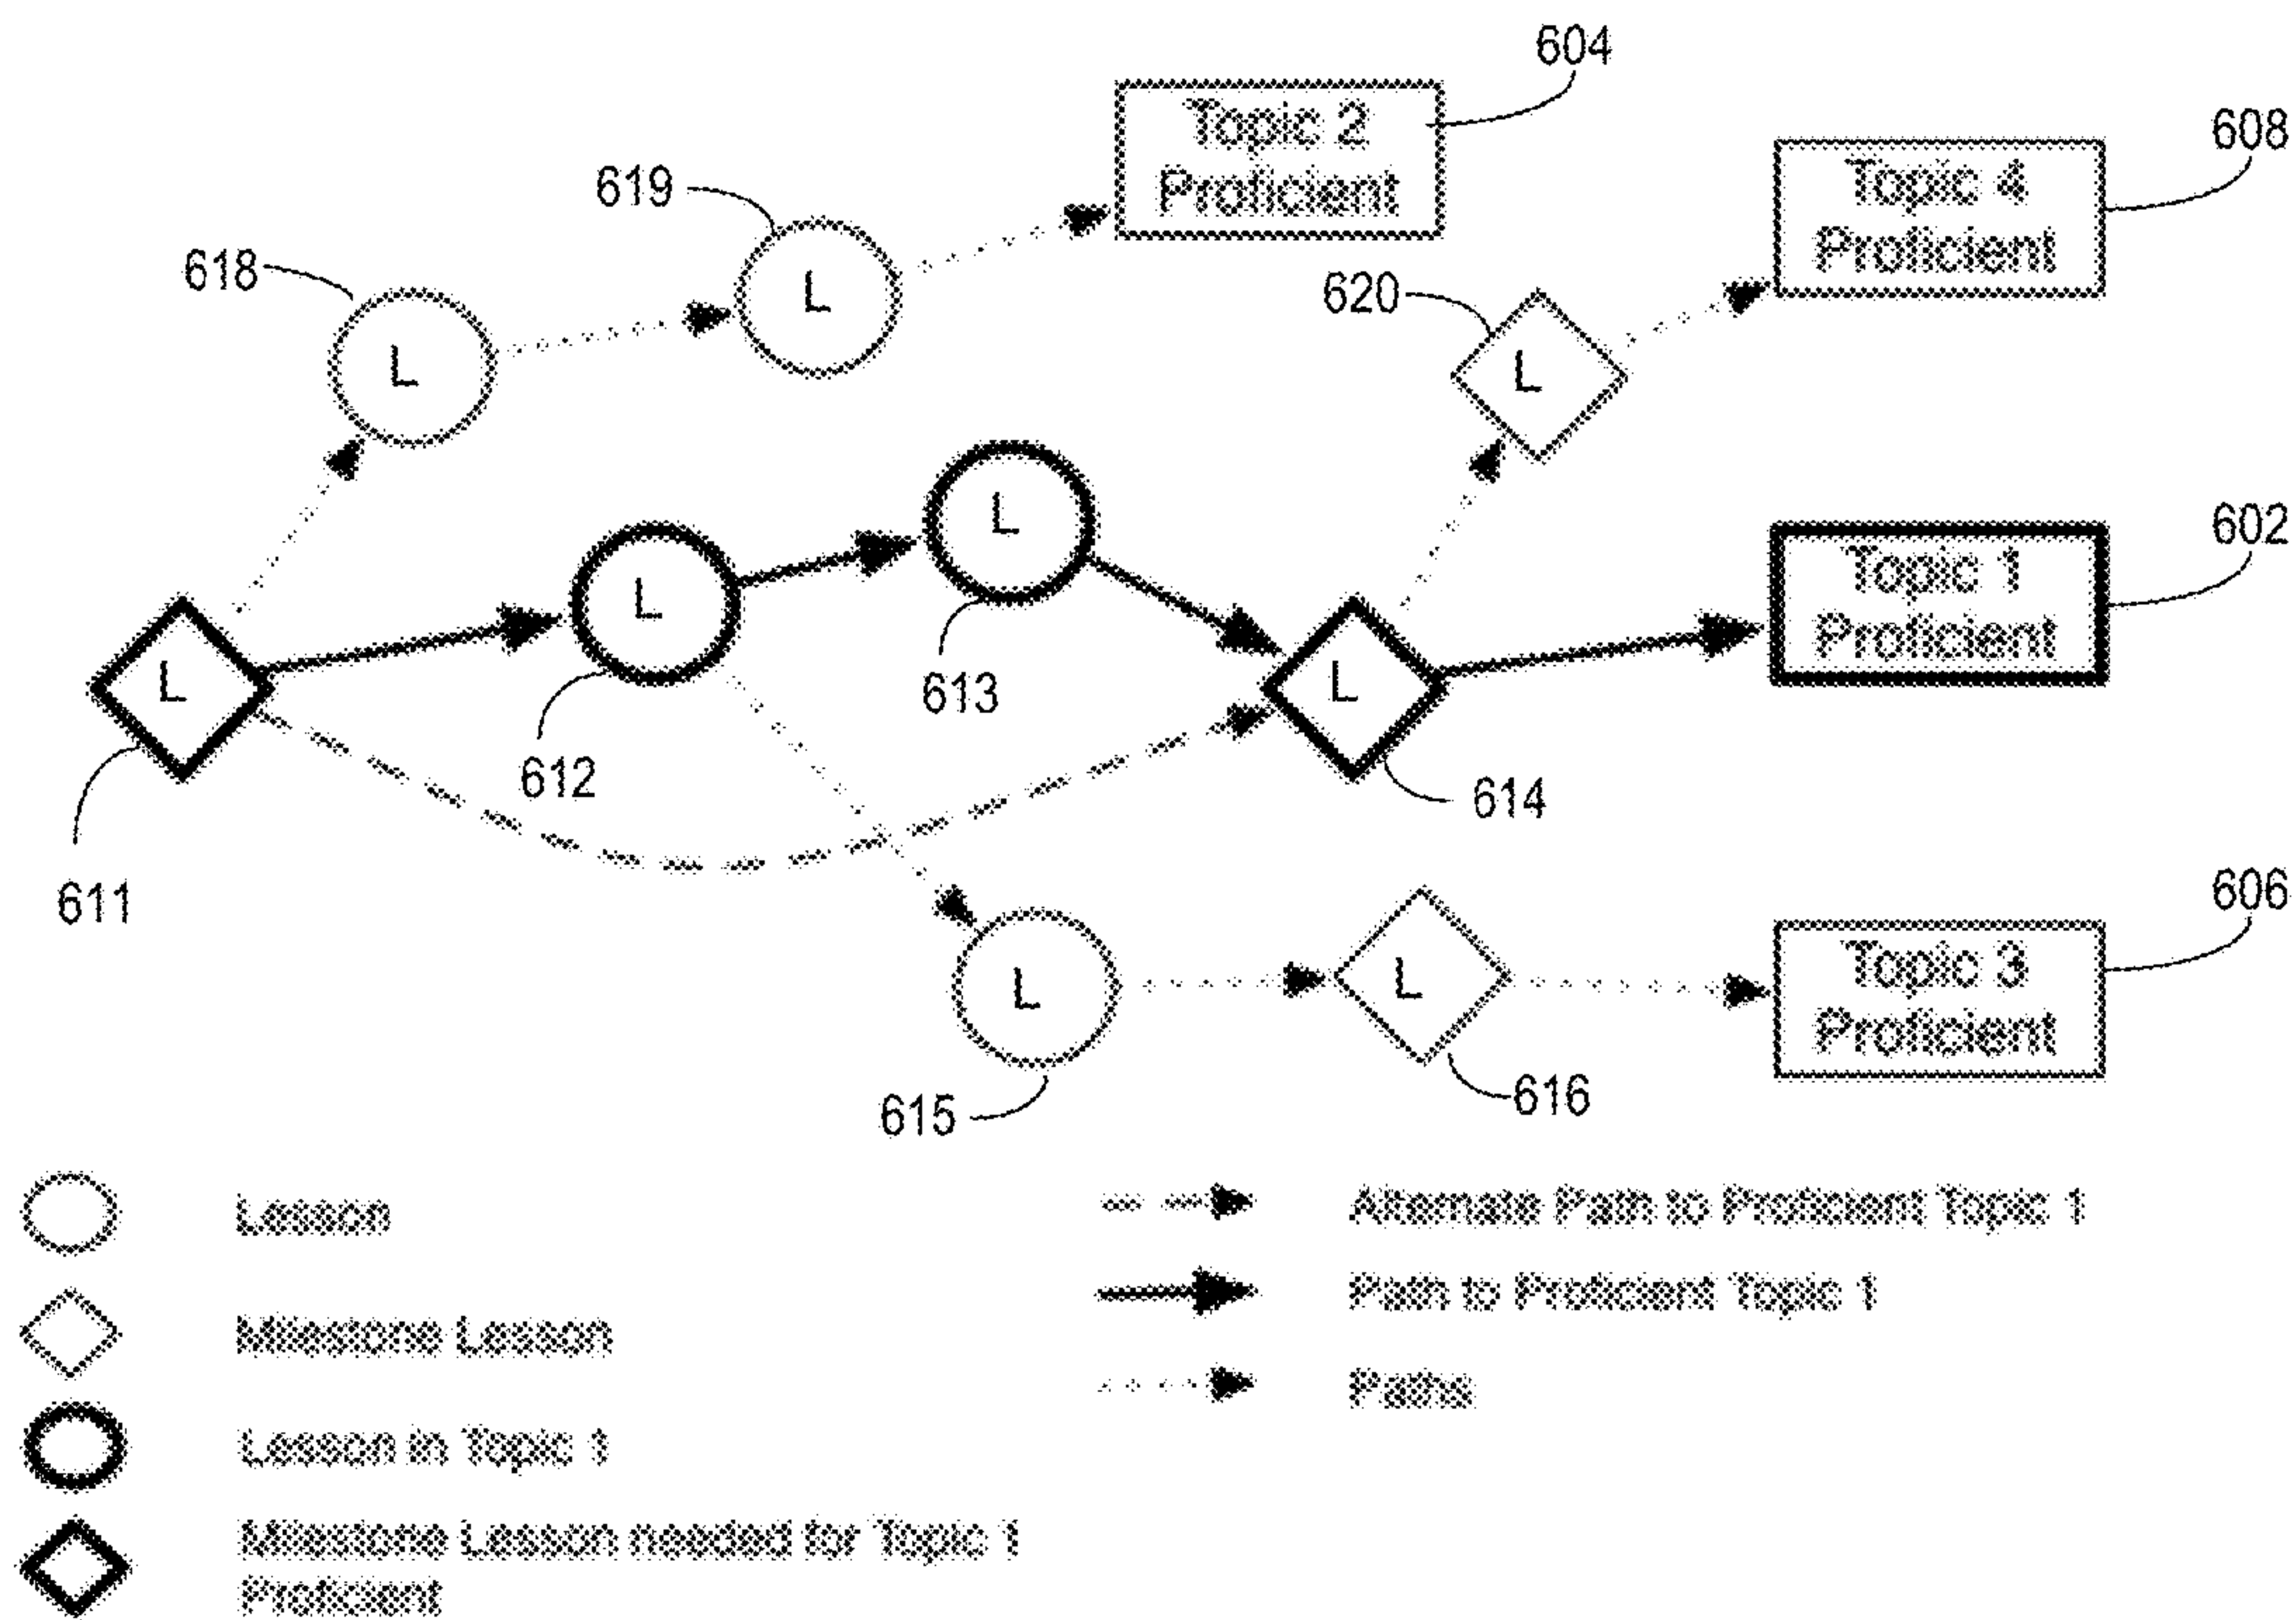 604
Topic 2
Proficient
608
Topic 4
Proficient
619
618
L
L
620
L
602
Topic 1
Proficient
L
L
613
L
L
612
614
611
606
Topic 3
Proficient
L
L
616
615
Lesson
Alternate Path to Proficient Topic 1
Milestone Lesson
Path to Proficient Topic 1
Lesson in Topic 1
Paths
Milestone Lesson needed for Topic 1
Proficient